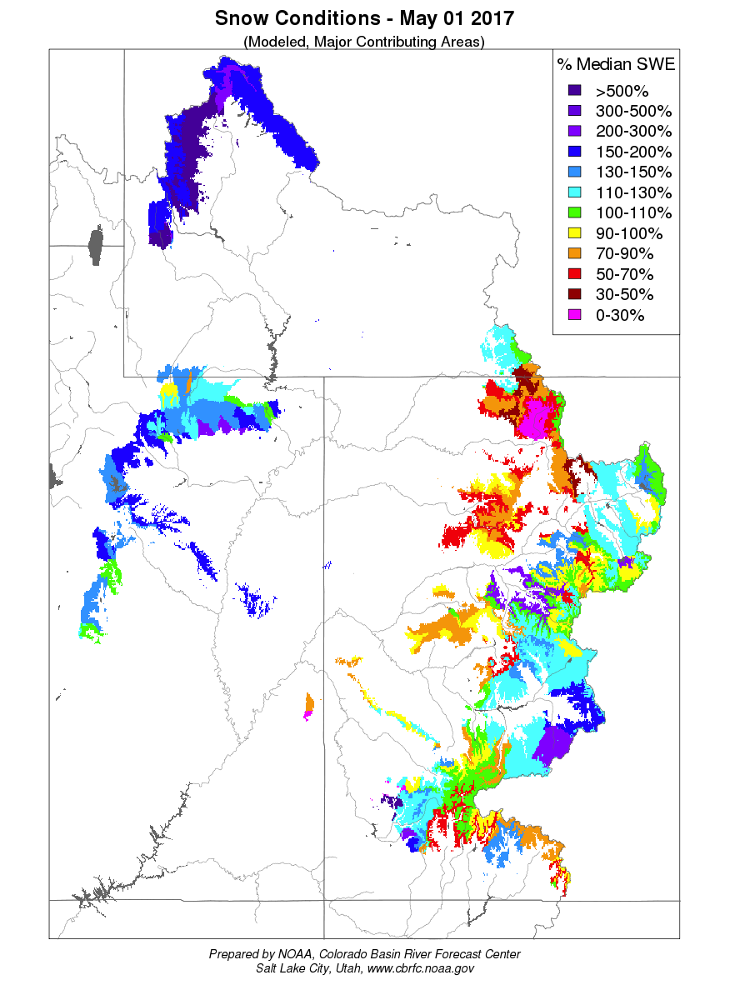 Snow Conditions - May 01 2017
(Modeled, Major Contributing Areas)
% Median SWE
>500%
300-500%
200-300%
150-200%
130-150%
110-130%
100-110%
90-100%
70-90%
50-70%
30-50%
0-30%
Prepared by NOAA, Colorado Basin River Forecast Center
Salt Lake City, Utah, www.cbrfc.noaa.gov